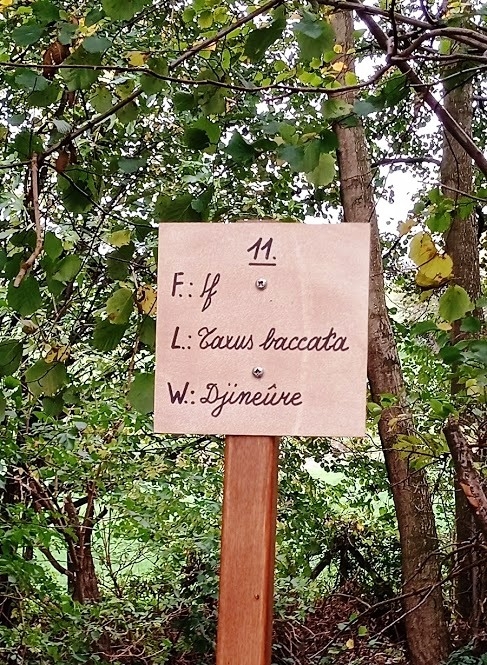 11.
F.: If
L.: Taxus baccata
W.: Djineûre